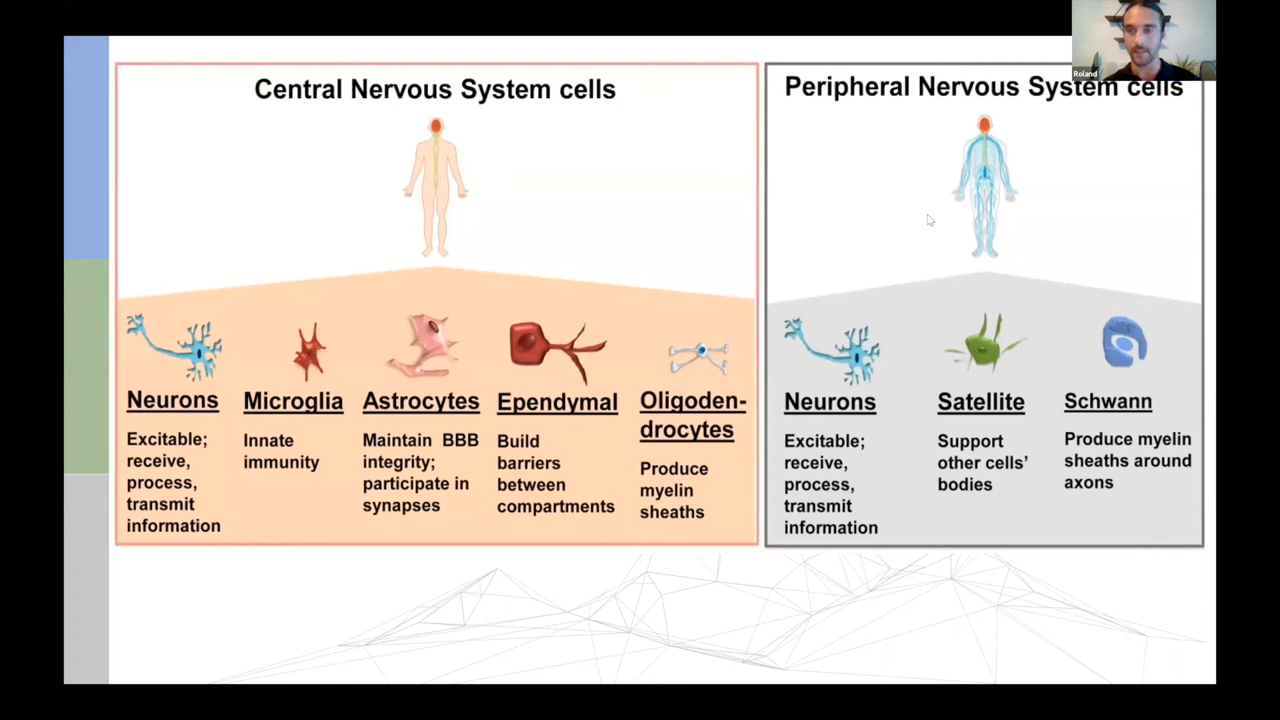 Central Nervous System cells
Neurons
Excitable;
receive,
process,
transmit
information
Microglia
Innate
immunity
Astrocytes
Maintain BBB
integrity;
participate in
synapses
Ependymal
Build
barriers
between
compartments
Oligoden-
drocytes
Produce
myelin
sheaths
Roland
Peripheral Nervous System cells
Neurons
Excitable;
receive,
process,
transmit
information
Satellite
Support
other cells’
bodies
Schwann
Produce myelin
sheaths around
axons